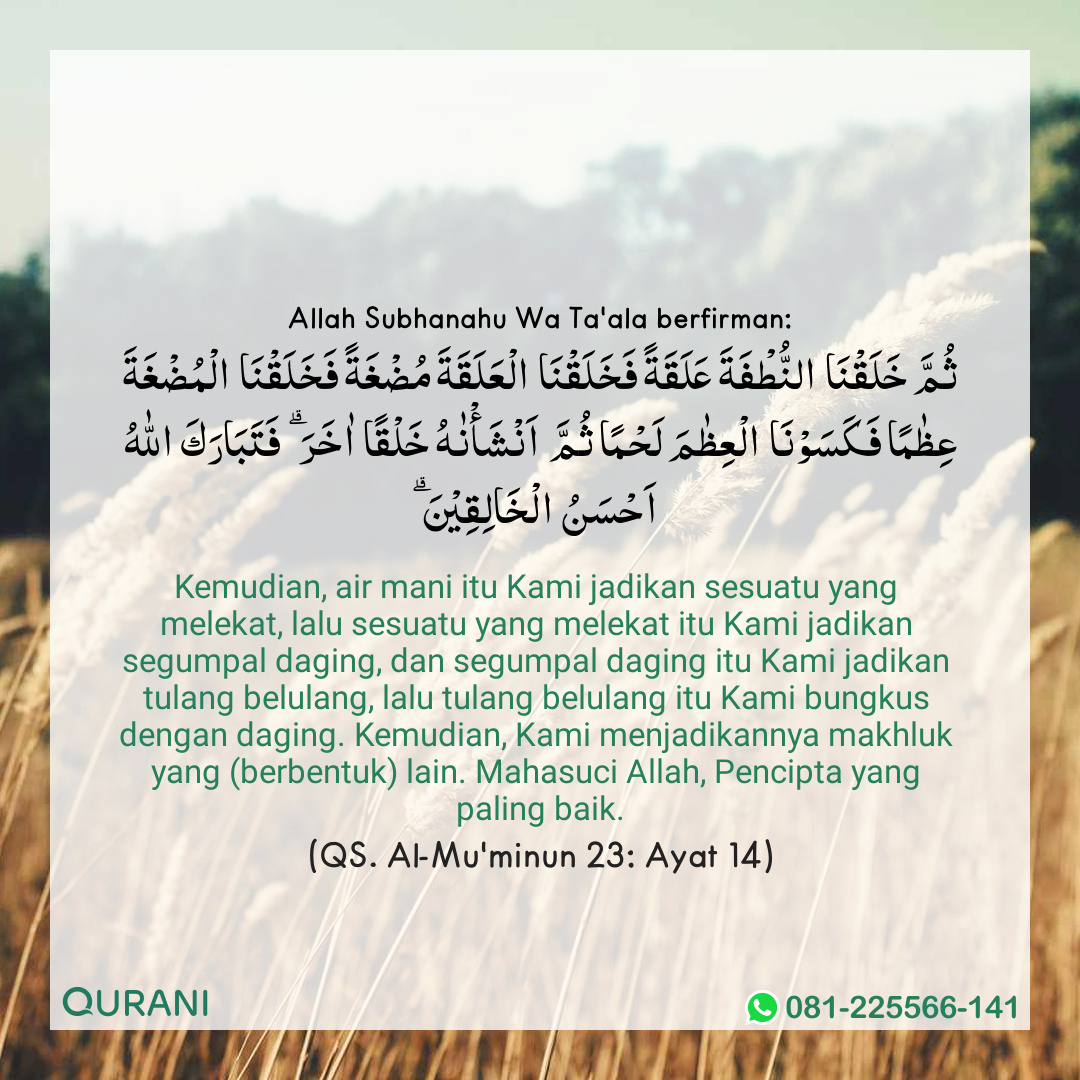 Allah Subhanahu Wa Ta'ala berfirman:
ثُمَّ خَلَقْنَا النُّطْفَةَ عَلَقَةً فَخَلَقْنَا الْعَلَقَةَ مُضْغَةً فَخَلَقْنَا الْمُضْغَةَ
عِظٰمًا فَكَسَوْنَا الْعِظٰمَ لَحْمًا ثُمَّ اَنْشَأْنٰهُ خَلْقًا اٰخَرَۗ فَتَبَارَكَ اللّٰهُ
اَحْسَنُ الْخَالِقِيْنَۗ
Kemudian, air mani itu Kami jadikan sesuatu yang
melekat, lalu sesuatu yang melekat itu Kami jadikan
segumpal daging, dan segumpal daging itu Kami jadikan
tulang belulang, lalu tulang belulang itu Kami bungkus
dengan daging. Kemudian, Kami menjadikannya makhluk
yang (berbentuk) lain. Mahasuci Allah, Pencipta yang
paling baik.
(QS. Al-Mu'minun 23: Ayat 14)
QURANI
081-225566-141